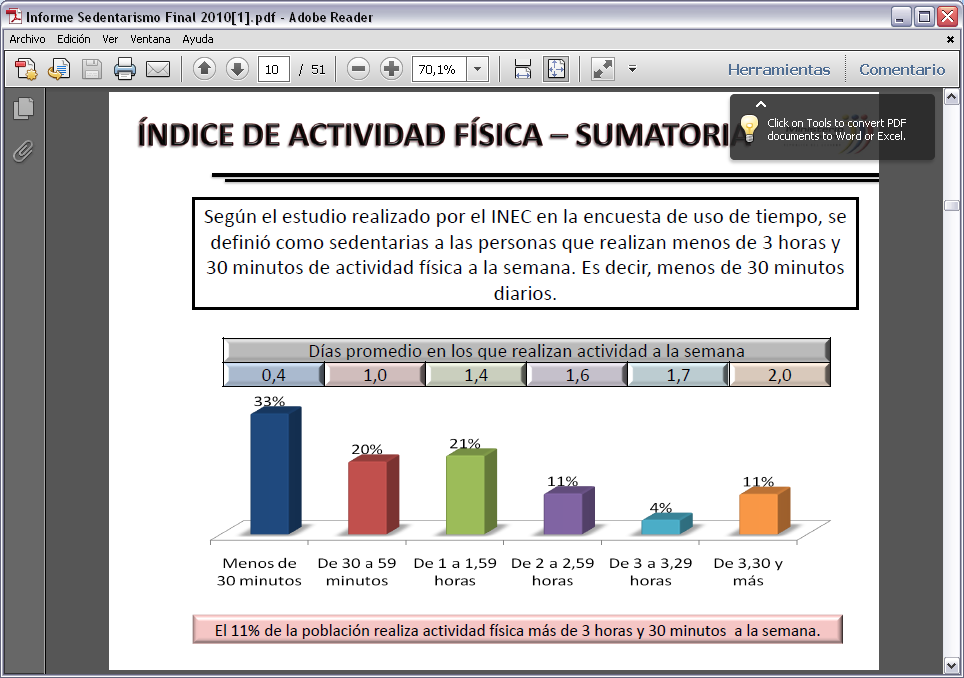 Informe Sedentarismo Final 2010[1].pdf - Adobe Reader
Archivo Edición Ver Ventana Ayuda
10 / 51 70,1% Herramientas Comentario
Click on Tools to convert PDF
documents to Word or Excel.
ÍNDICE DE ACTIVIDAD FÍSICA – SUMATORIA
Según el estudio realizado por el INEC en la encuesta de uso de tiempo, se
definió como sedentarias a las personas que realizan menos de 3 horas y
30 minutos de actividad física a la semana. Es decir, menos de 30 minutos
diarios.
Días promedio en los que realizan actividad a la semana
0,4 1,0 1,4 1,6 1,7 2,0
33% 20% 21% 11% 4% 11%
Menos de De 30 a 59 De 1 a 1,59 De 2 a 2,59 De 3 a 3,29 De 3,30 y
30 minutos minutos horas horas horas más
El 11% de la población realiza actividad física más de 3 horas y 30 minutos a la semana.